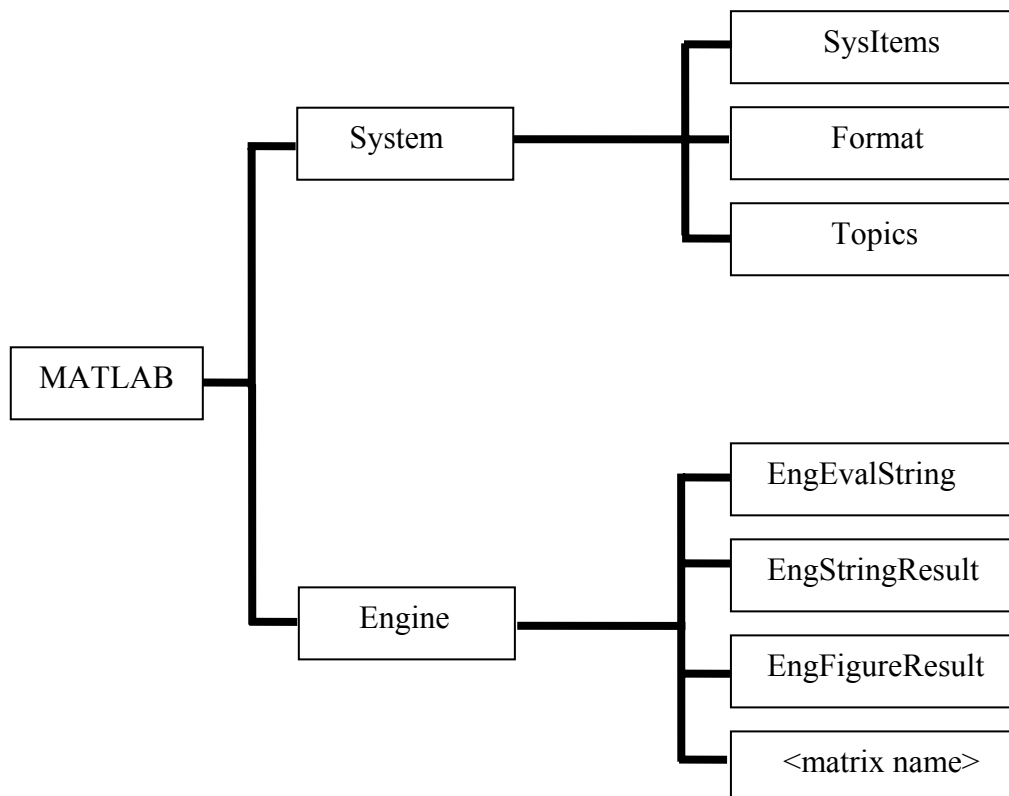 SysItems
System
Format
Topics
MATLAB
EngEvalString
EngStringResult
Engine
EngFigureResult
<matrix name>